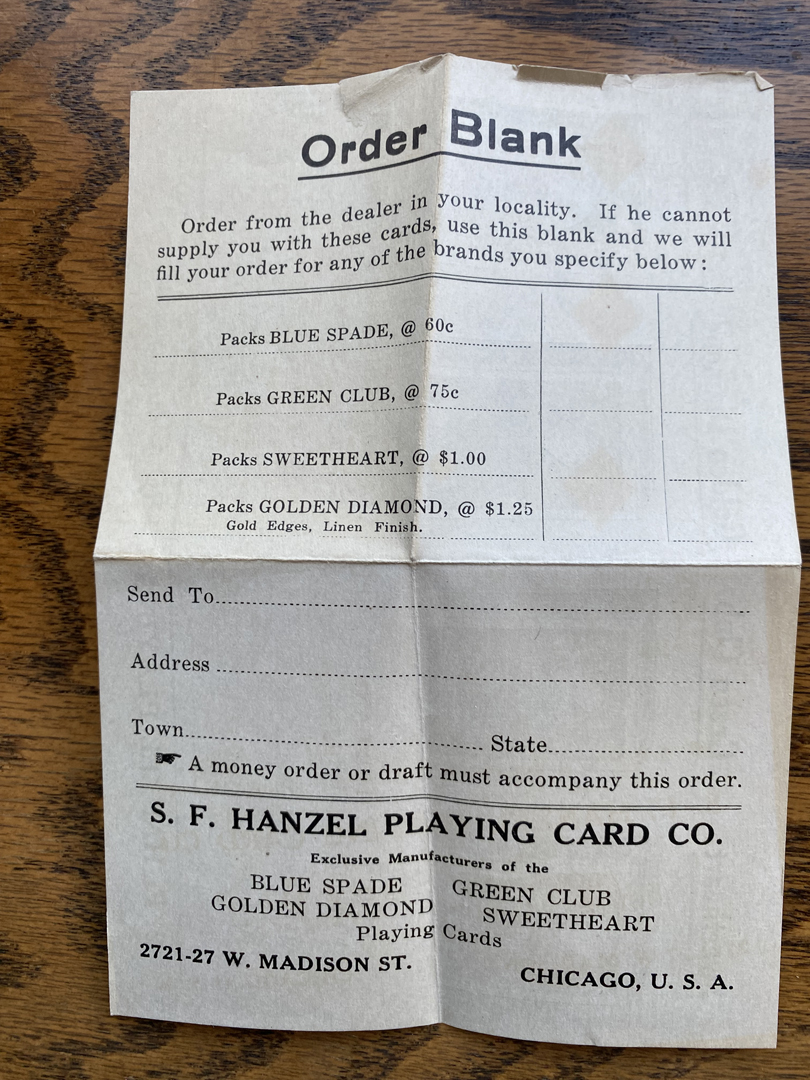 Order Blank
Order from the dealer in your locality. If he cannot
supply you with these cards, use this blank and we will
fill your order for any of the brands you specify below:
Packs BLUE SPADE, @ 60c
Packs GREEN CLUB, @ 75c
Packs SWEETHEART, @ $1.00
Packs GOLDEN DIAMOND, @ $1.25
Gold Edges, Linen Finish.
Send To
Address
Town State
☛ A money order or draft must accompany this order.
S. F. HANZEL PLAYING CARD CO.
Exclusive Manufacturers of the
BLUE SPADE GREEN CLUB
GOLDEN DIAMOND SWEETHEART
Playing Cards
2721-27 W. MADISON ST. CHICAGO, U. S. A.